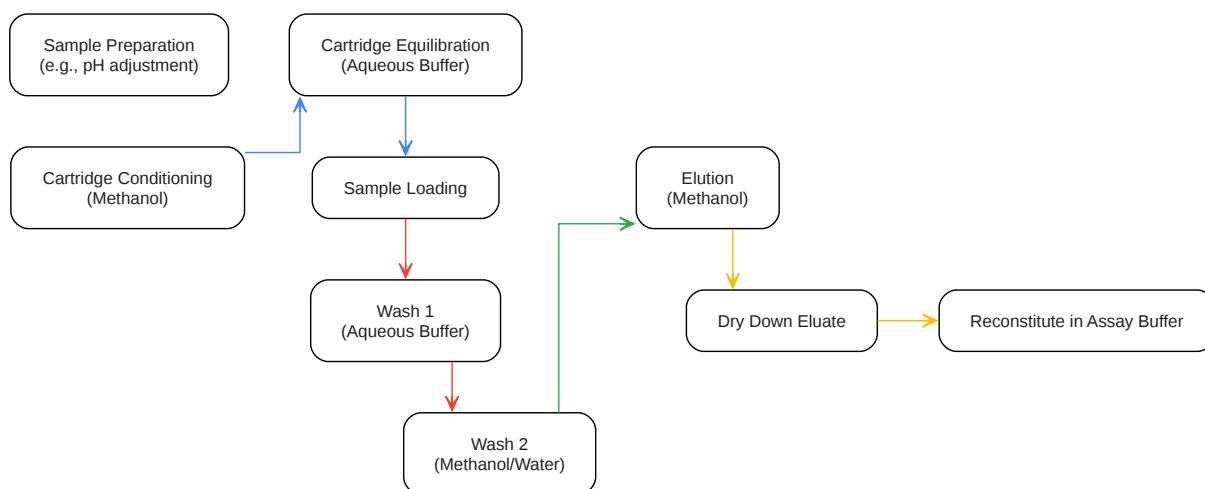 Sample Preparation
(e.g., pH adjustment)
Cartridge Equilibration
(Aqueous Buffer)
Cartridge Conditioning
(Methanol)
Sample Loading
Wash 1
(Aqueous Buffer)
Wash 2
(Methanol/Water)
Elution
(Methanol)
Dry Down Eluate
Reconstitute in Assay Buffer